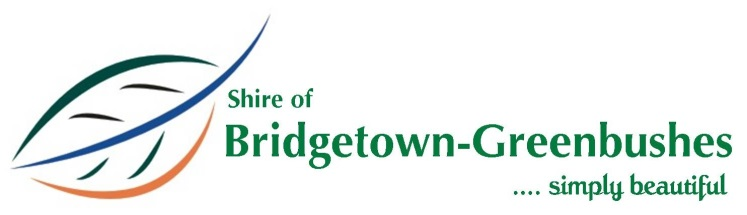 Shire of
Bridgetown-Greenbushes
.... simply beautiful